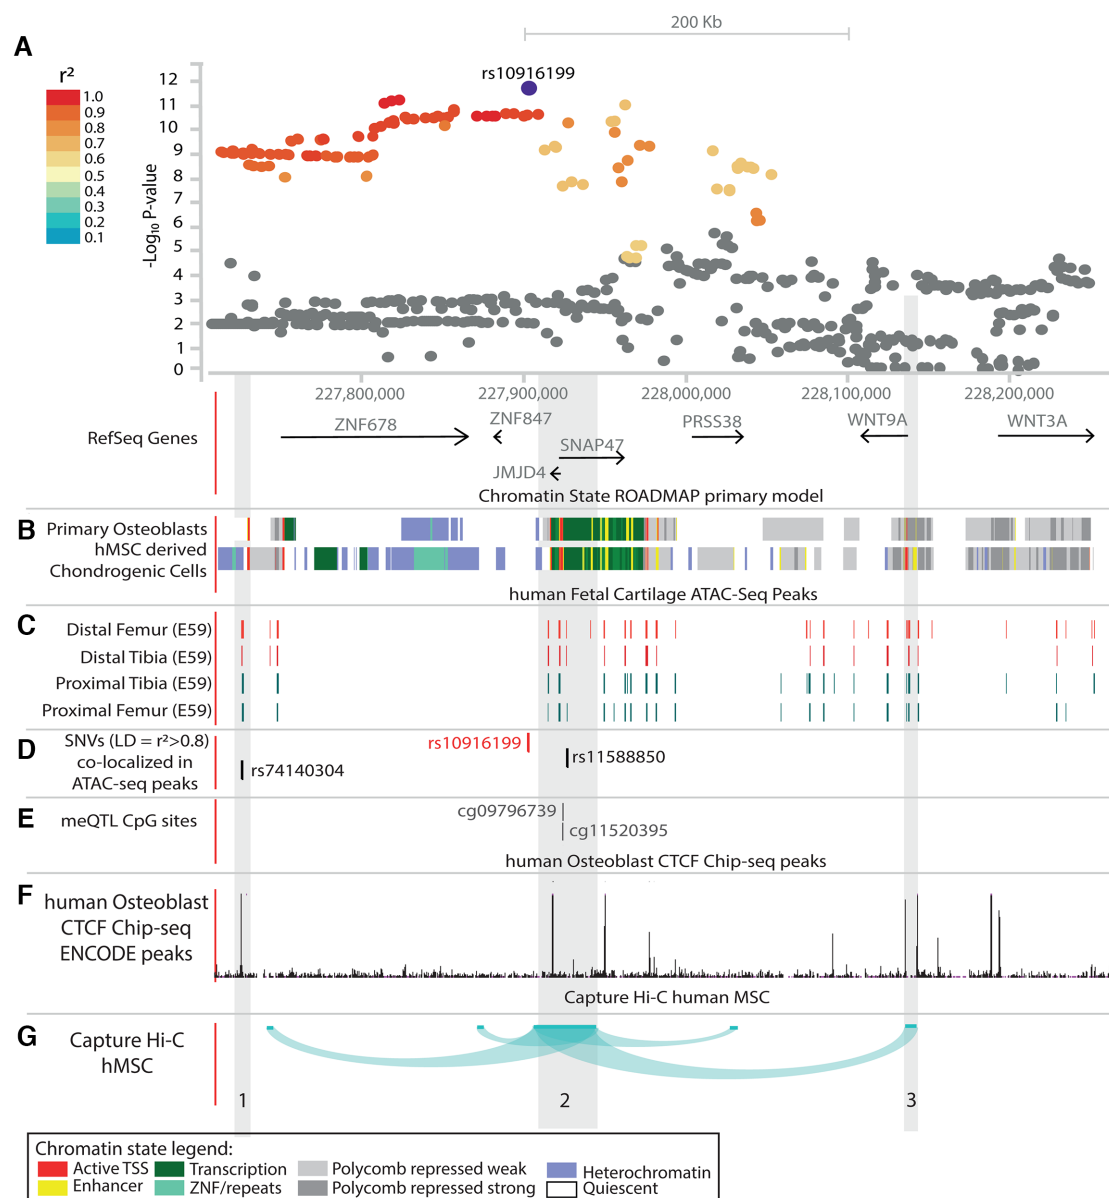 200 Kb
A
r²
1.0
0.9
0.8
0.7
0.6
0.5
0.4
0.3
0.2
0.1
-Log₁₀ P-value
12
11
10
9
8
7
6
5
4
3
2
1
0
rs10916199
227,800,000
227,900,000
228,000,000
228,100,000
228,200,000
RefSeq Genes
ZNF678
ZNF847
JMJD4
SNAP47
PRSS38
WNT9A
WNT3A
Chromatin State ROADMAP primary model
B
Primary Osteoblasts
hMSC derived
Chondrogenic Cells
human Fetal Cartilage ATAC-Seq Peaks
C
Distal Femur (E59)
Distal Tibia (E59)
Proximal Tibia (E59)
Proximal Femur (E59)
D
SNVs (LD = r²>0.8)
co-localized in
ATAC-seq peaks
rs74140304
rs10916199
rs11588850
E
meQTL CpG sites
cg09796739
cg11520395
human Osteoblast CTCF Chip-seq peaks
F
human Osteoblast
CTCF Chip-seq
ENCODE peaks
Capture Hi-C human MSC
G
Capture Hi-C
hMSC
1
2
3
Chromatin state legend:
Active TSS
Transcription
Polycomb repressed weak
Heterochromatin
Enhancer
ZNF/repeats
Polycomb repressed strong
Quiescent